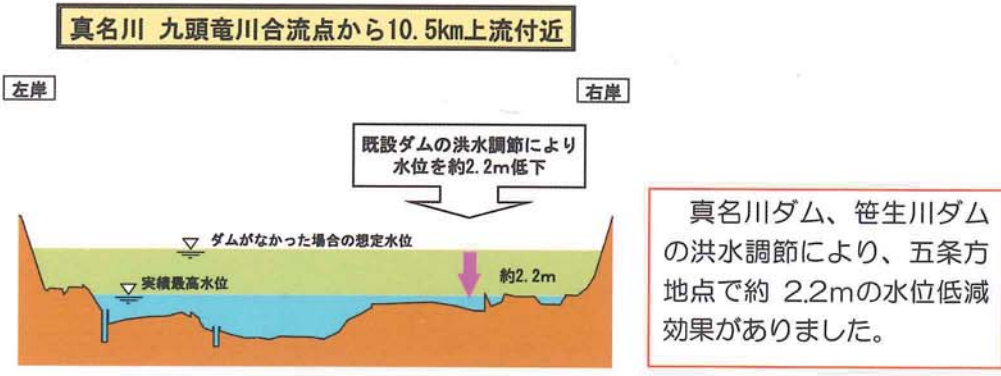 真名川 九頭竜川合流点から10.5km上流付近
左岸
右岸
既設ダムの洪水調節により
水位を約2.2m低下
ダムがなかった場合の想定水位
実績最高水位
約2.2m
真名川ダム、笹生川ダム
の洪水調節により、五条方
地点で約 2.2mの水位低減
効果がありました。